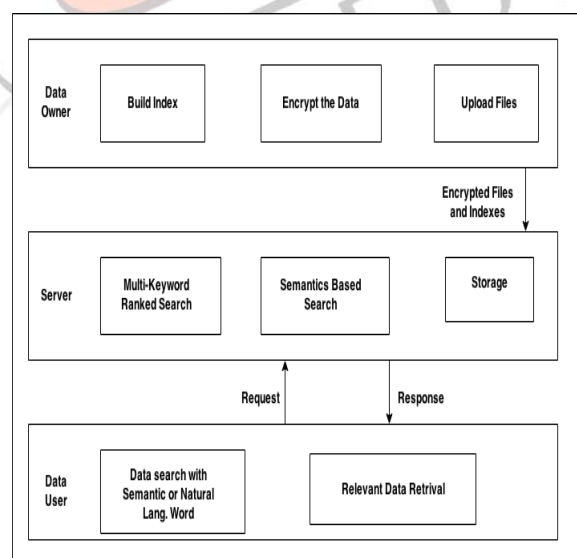 Data
Owner
Build Index
Encrypt the Data
Upload Files
Encrypted Files
and Indexes
Server
Multi-Keyword
Ranked Search
Semantics Based
Search
Storage
Request
Response
Data
User
Data search with
Semantic or Natural
Lang. Word
Relevant Data Retrival